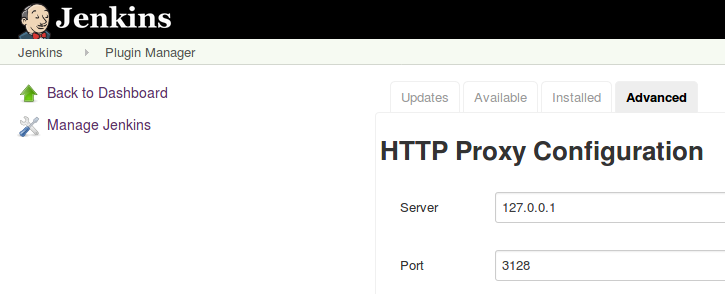 Jenkins
Jenkins Plugin Manager
Back to Dashboard
Manage Jenkins
Updates Available Installed Advanced
HTTP Proxy Configuration
Server 127.0.0.1
Port 3128